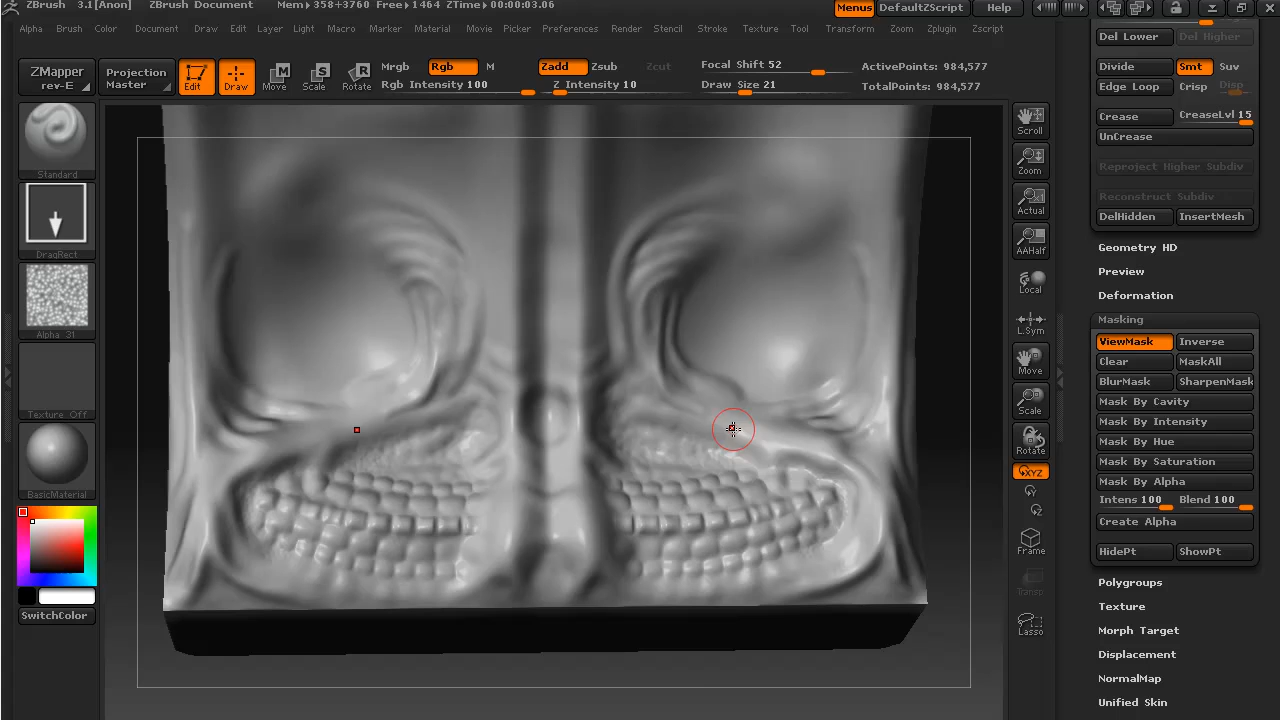 ZBrush 3.1[Anon] ZBrush Document Mem▸358+3760 Free▸1464 ZTime▸00:00:03.06 Menus DefaultZScript Help
Alpha Brush Color Document Draw Edit Layer Light Macro Marker Material Movie Picker Preferences Render Stencil Stroke Texture Tool Transform Zoom Zplugin Zscript
ZMapper
rev-E
Projection
Master
Edit
Draw
Move
Scale
Rotate
Mrgb Rgb M Zadd Zsub Zcut
Rgb Intensity 100 Z Intensity 10
Focal Shift 52
Draw Size 21
ActivePoints: 984,577
TotalPoints: 984,577
Standard
DragRect
Alpha 31
Texture Off
BasicMaterial
SwitchColor
Scroll
Zoom
Actual
AAHalf
Local
L.Sym
Move
Scale
Rotate
XYZ
Frame
Transp
Lasso
Del Lower Del Higher
Divide Smt Suv
Edge Loop Crisp Disp
Crease CreaseLvl 15
UnCrease
Reproject Higher Subdiv
Reconstruct Subdiv
DelHidden InsertMesh
Geometry HD
Preview
Deformation
Masking
ViewMask Inverse
Clear MaskAll
BlurMask SharpenMask
Mask By Cavity
Mask By Intensity
Mask By Hue
Mask By Saturation
Mask By Alpha
Intens 100 Blend 100
Create Alpha
HidePt ShowPt
Polygroups
Texture
Morph Target
Displacement
NormalMap
Unified Skin